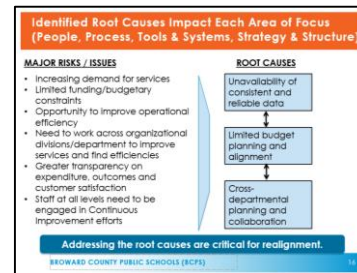 Identified Root Causes Impact Each Area of Focus
(People, Process, Tools & Systems, Strategy & Structure)
MAJOR RISKS / ISSUES
• Increasing demand for services
• Limited funding/budgetary
constraints
• Opportunity to improve operational
efficiency
• Need to work across organizational
divisions/department to improve
services and find efficiencies
• Greater transparency on
expenditure, outcomes and
customer satisfaction
• Staff at all levels need to be
engaged in Continuous
Improvement efforts
ROOT CAUSES
Unavailability of
consistent and
reliable data
Limited budget
planning and
alignment
Cross-
departmental
planning and
collaboration
Addressing the root causes are critical for realignment.
BROWARD COUNTY PUBLIC SCHOOLS (BCPS)
16